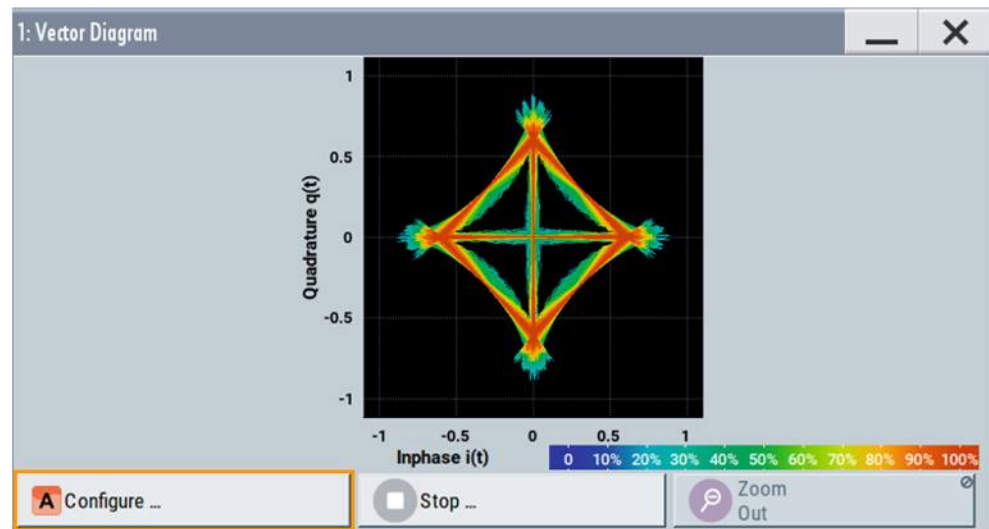 1: Vector Diagram
1
0.5
0
-0.5
-1
Quadrature q(t)
-1 -0.5 0 0.5 1
Inphase i(t)
0 10% 20% 30% 40% 50% 60% 70% 80% 90% 100%
A Configure ...
Stop ...
Zoom
Out